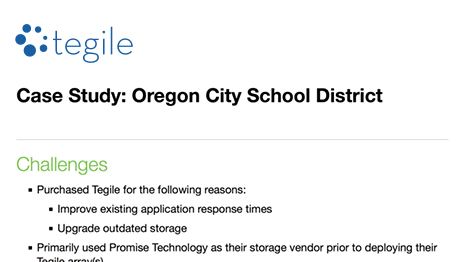 tegile
Case Study: Oregon City School District
Challenges
▪ Purchased Tegile for the following reasons:
▪ Improve existing application response times
▪ Upgrade outdated storage
▪ Primarily used Promise Technology as their storage vendor prior to deploying their
Tegile array(s)